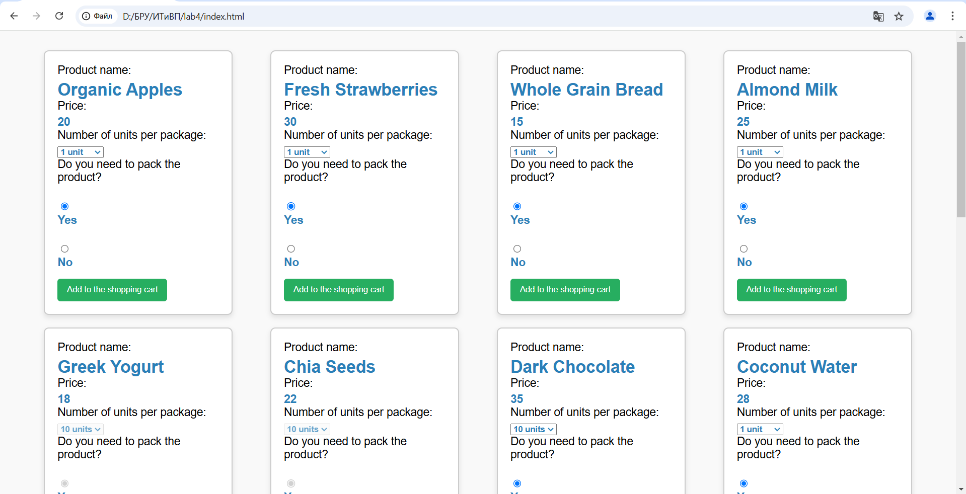 Файл D:/БРУ/ИТиВП/lab4/index.html
Product name:
Organic Apples
Price:
20
Number of units per package:
1 unit
Do you need to pack the
product?
Yes
No
Add to the shopping cart
Product name:
Fresh Strawberries
Price:
30
Number of units per package:
1 unit
Do you need to pack the
product?
Yes
No
Add to the shopping cart
Product name:
Whole Grain Bread
Price:
15
Number of units per package:
1 unit
Do you need to pack the
product?
Yes
No
Add to the shopping cart
Product name:
Almond Milk
Price:
25
Number of units per package:
1 unit
Do you need to pack the
product?
Yes
No
Add to the shopping cart
Product name:
Greek Yogurt
Price:
18
Number of units per package:
10 units
Do you need to pack the
product?
Product name:
Chia Seeds
Price:
22
Number of units per package:
10 units
Do you need to pack the
product?
Product name:
Dark Chocolate
Price:
35
Number of units per package:
10 units
Do you need to pack the
product?
Product name:
Coconut Water
Price:
28
Number of units per package:
1 unit
Do you need to pack the
product?